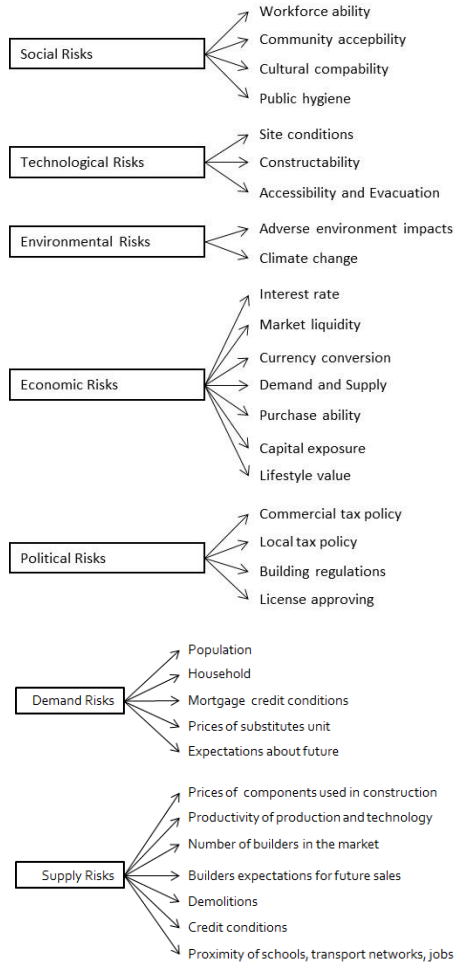 Social Risks
Workforce ability
Community accepbility
Cultural compability
Public hygiene
Technological Risks
Site conditions
Constructability
Accessibility and Evacuation
Environmental Risks
Adverse environment impacts
Climate change
Economic Risks
Interest rate
Market liquidity
Currency conversion
Demand and Supply
Purchase ability
Capital exposure
Lifestyle value
Political Risks
Commercial tax policy
Local tax policy
Building regulations
License approving
Demand Risks
Population
Household
Mortgage credit conditions
Prices of substitutes unit
Expectations about future
Supply Risks
Prices of components used in construction
Productivity of production and technology
Number of builders in the market
Builders expectations for future sales
Demolitions
Credit conditions
Proximity of schools, transport networks, jobs